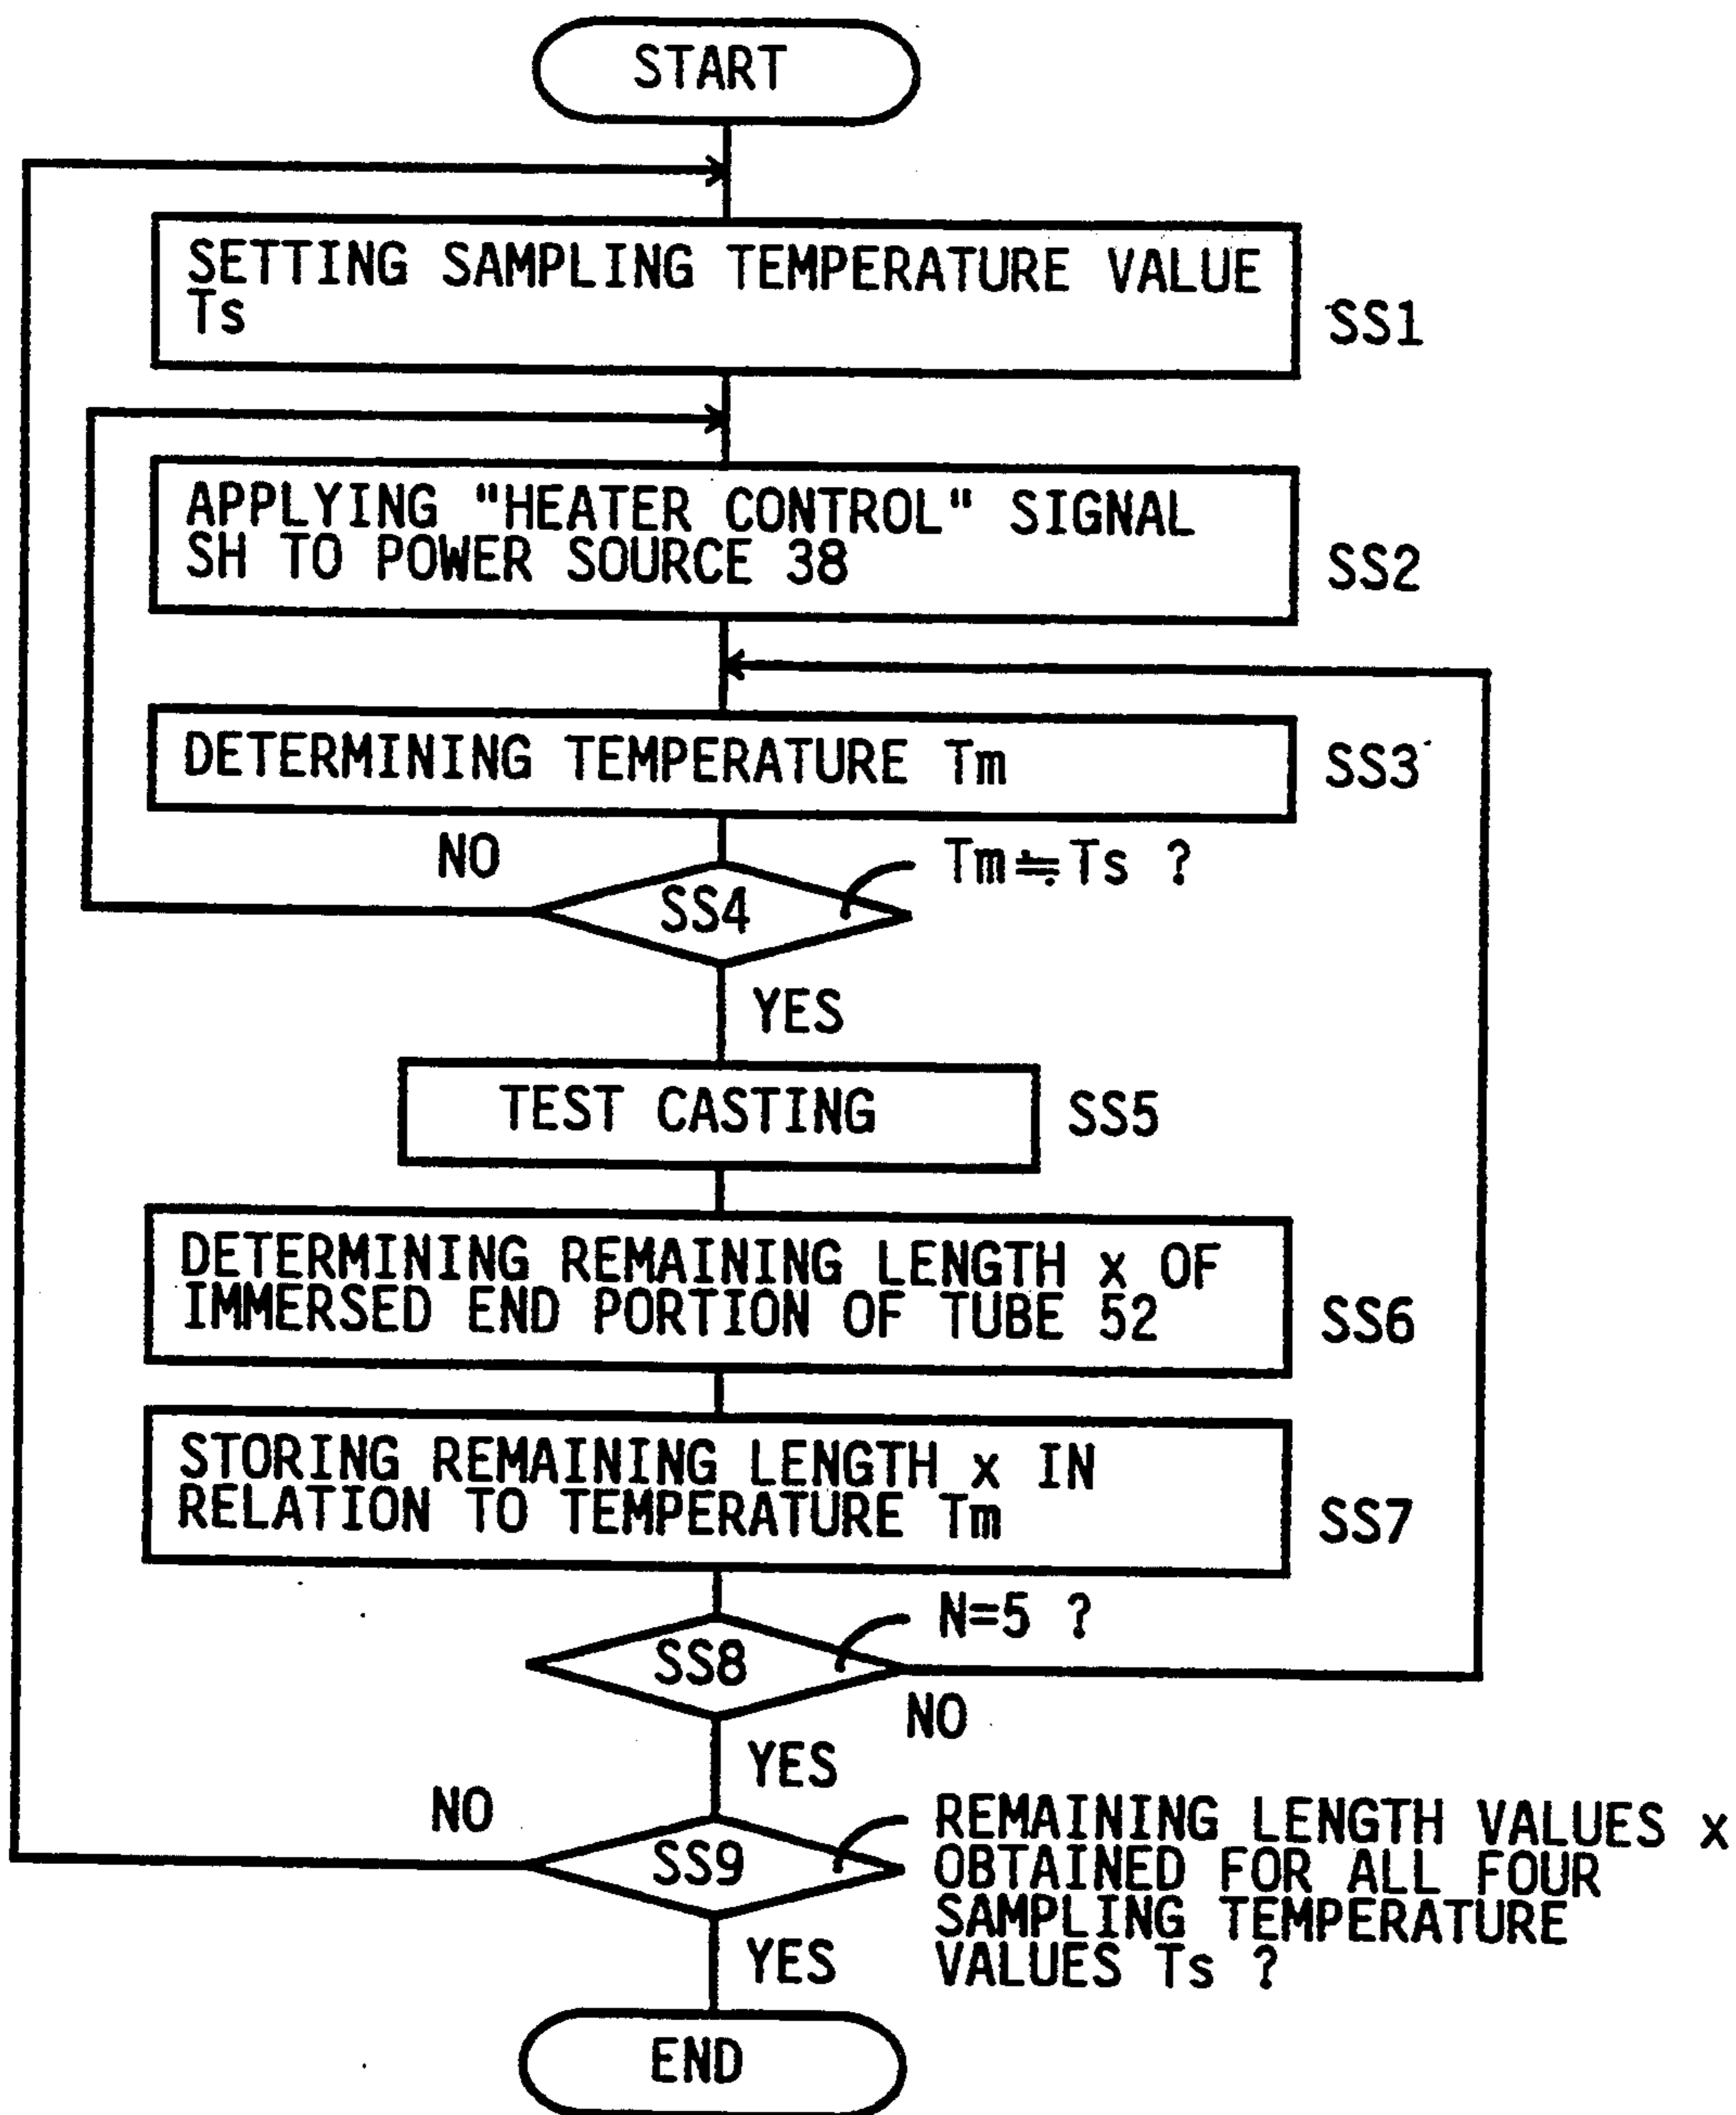 START
SETTING SAMPLING TEMPERATURE VALUE
Ts
SS1
APPLYING "HEATER CONTROL" SIGNAL
SH TO POWER SOURCE 38
SS2
DETERMINING TEMPERATURE Tm
SS3
NO
Tm≒Ts ?
SS4
YES
TEST CASTING
SS5
DETERMINING REMAINING LENGTH x OF
IMMERSED END PORTION OF TUBE 52
SS6
STORING REMAINING LENGTH x IN
RELATION TO TEMPERATURE Tm
SS7
N=5 ?
SS8
NO
YES
NO
SS9
REMAINING LENGTH VALUES x
OBTAINED FOR ALL FOUR
SAMPLING TEMPERATURE
VALUES Ts ?
YES
END